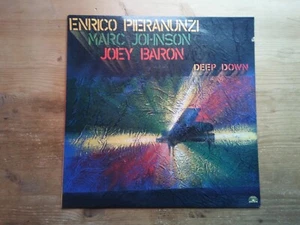 ENRICO PIERANUNZI
MARC JOHNSON
JOEY BARON
DEEP DOWN